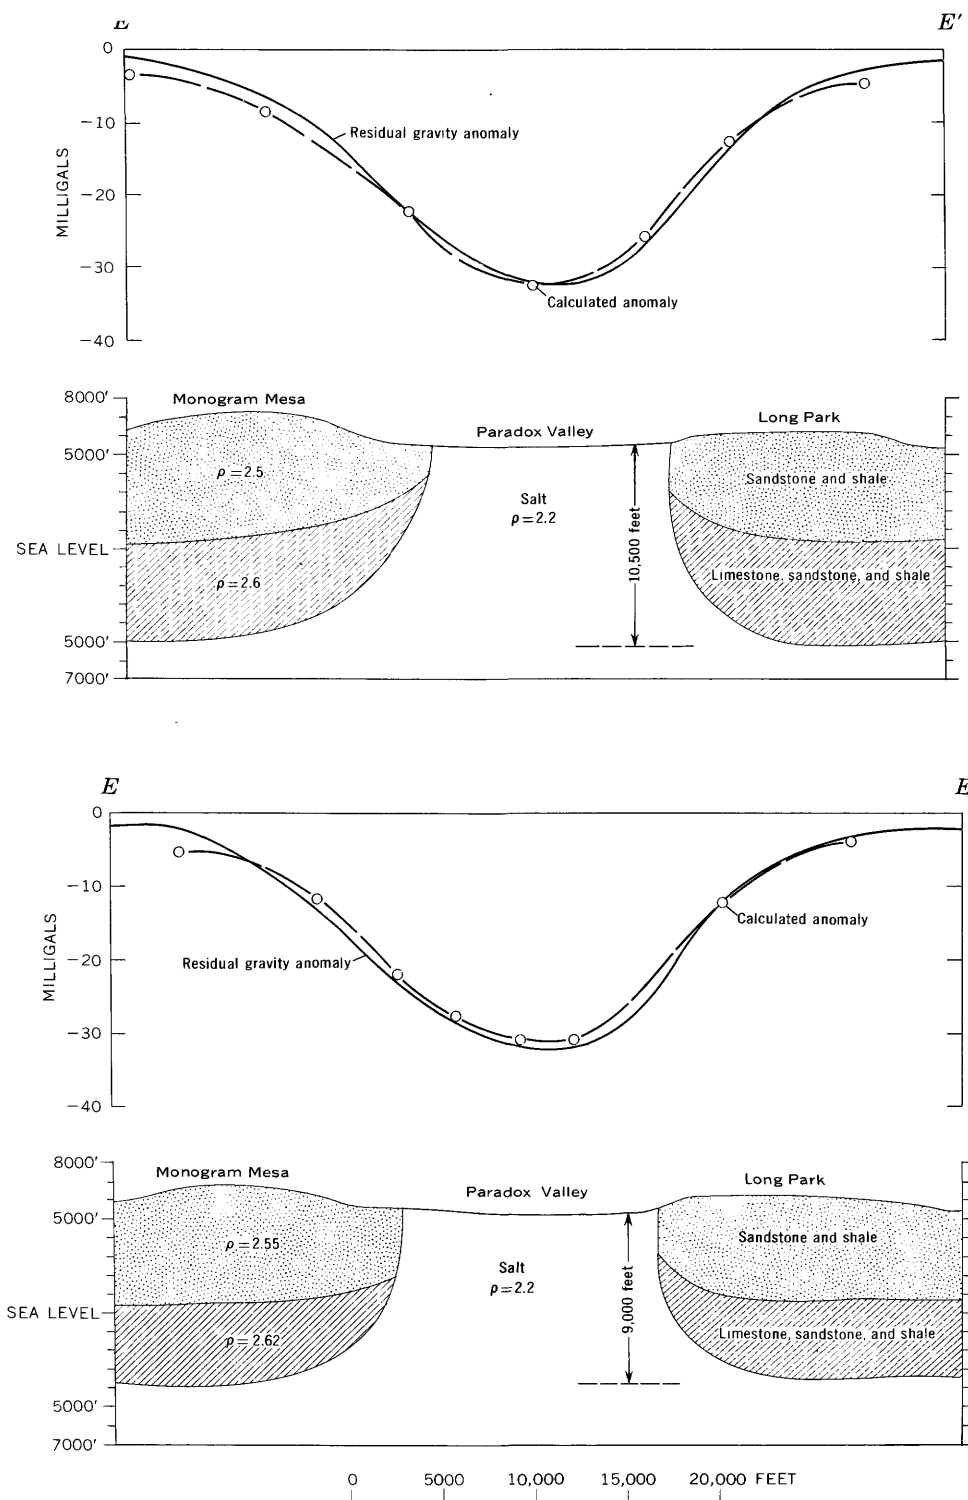 E E'
0
−10
−20
−30
−40
MILLIGALS
Residual gravity anomaly
Calculated anomaly
8000'
5000'
SEA LEVEL
5000'
7000'
Monogram Mesa
Paradox Valley
Long Park
ρ=2.5
Salt
ρ=2.2
10,500 feet
Sandstone and shale
ρ=2.6
Limestone, sandstone, and shale
E E
0
−10
−20
−30
−40
MILLIGALS
Residual gravity anomaly
Calculated anomaly
8000'
5000'
SEA LEVEL
5000'
7000'
Monogram Mesa
Paradox Valley
Long Park
ρ=2.55
Salt
ρ=2.2
9,000 feet
Sandstone and shale
ρ=2.62
Limestone, sandstone, and shale
0 5000 10,000 15,000 20,000 FEET